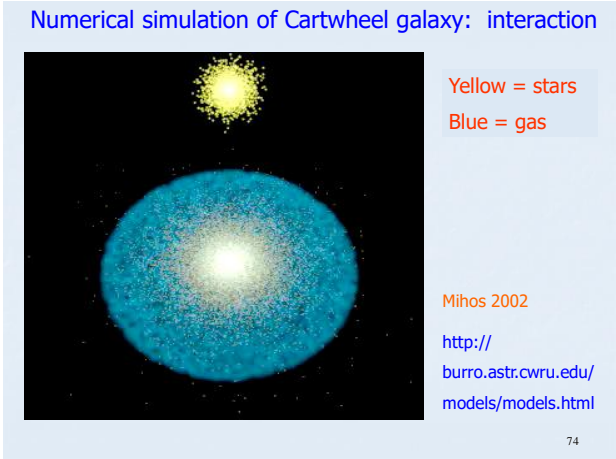 Numerical simulation of Cartwheel galaxy: interaction
Yellow = stars
Blue = gas
Mihos 2002
http://
burro.astr.cwru.edu/
models/models.html
74